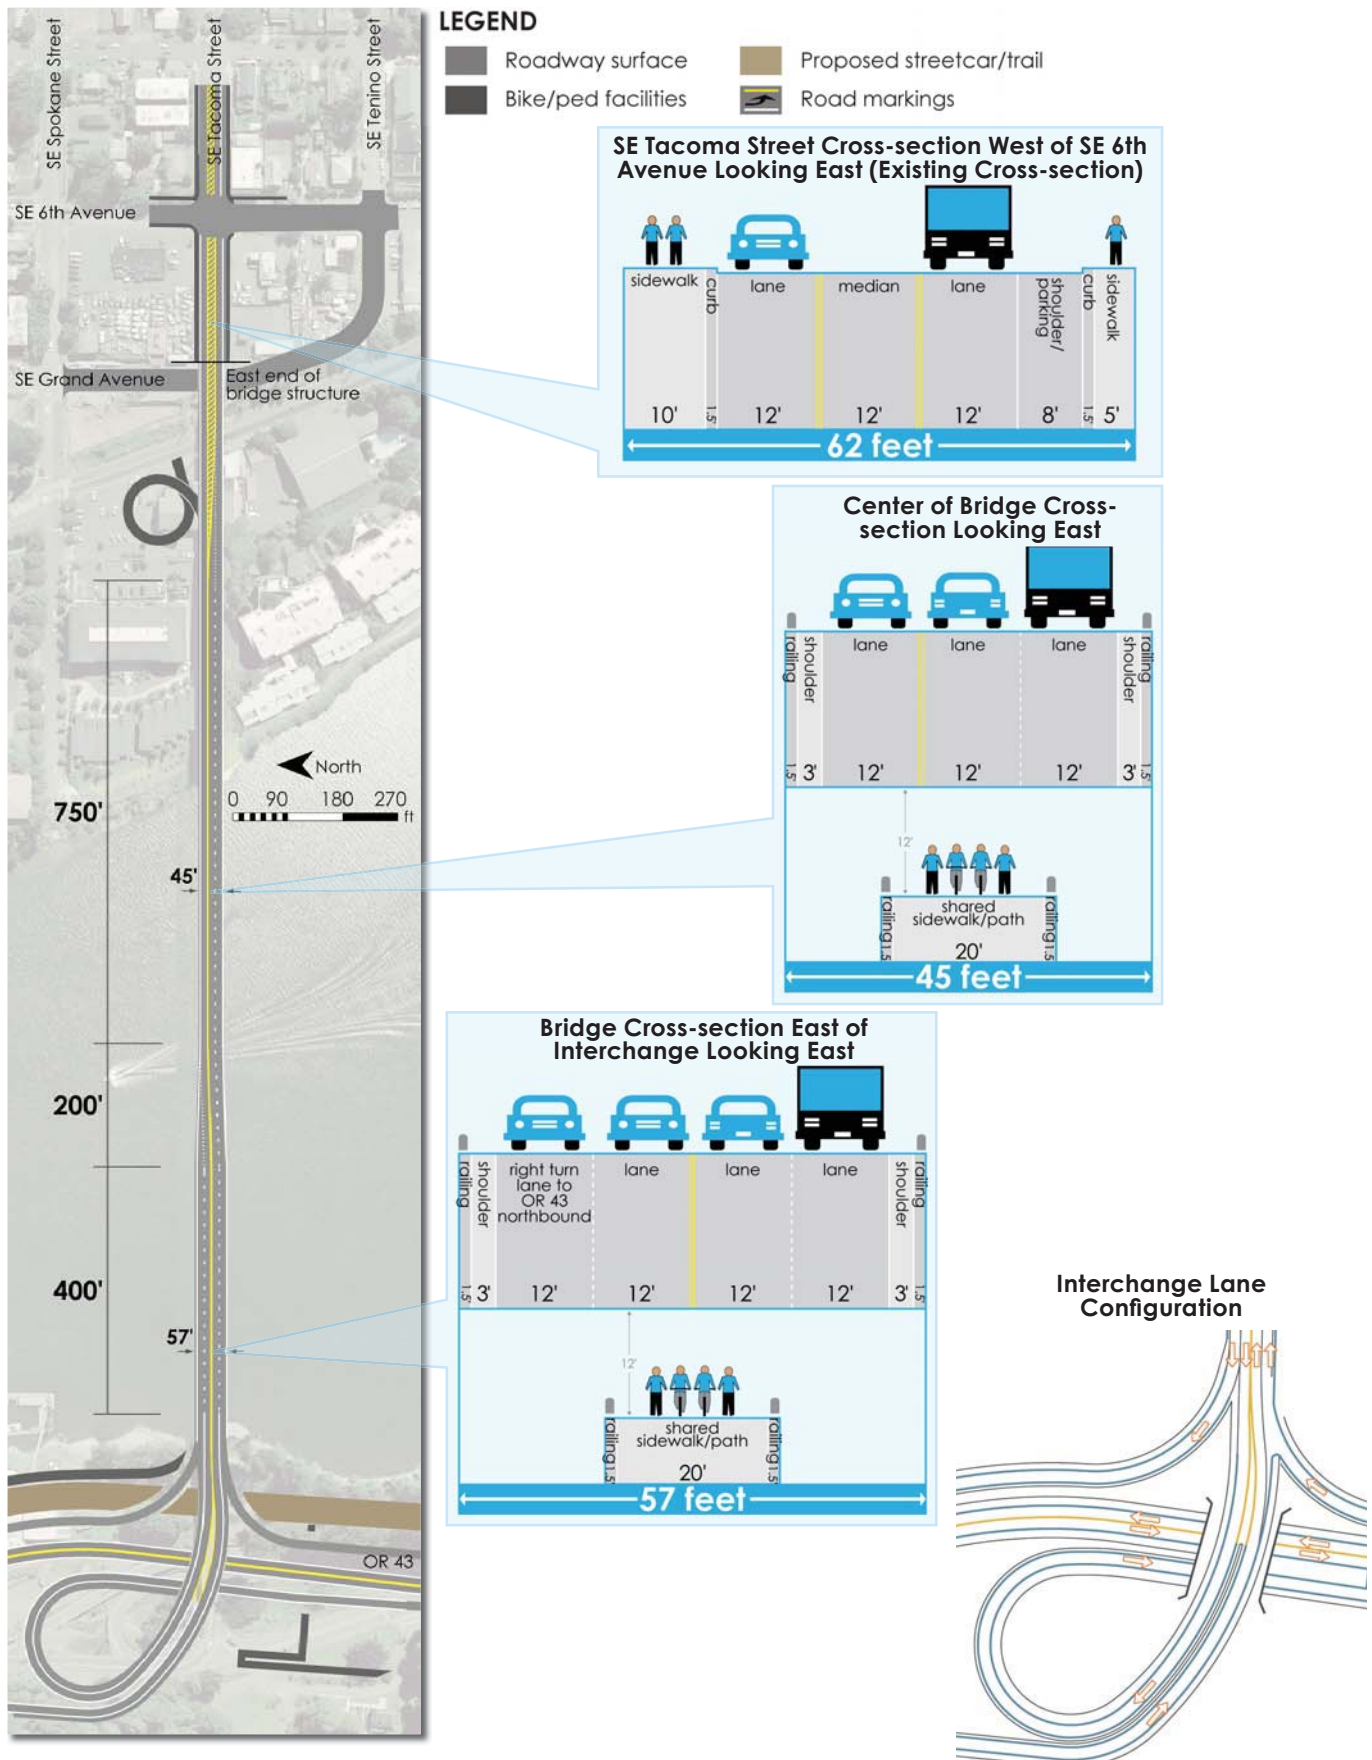 LEGEND
Roadway surface
Proposed streetcar/trail
Bike/ped facilities
Road markings
SE Spokane Street
SE Tacoma Street
SE Tenino Street
SE 6th Avenue
SE Grand Avenue
East end of
bridge structure
North
0 90 180 270
ft
750'
45'
200'
400'
57'
OR 43
SE Tacoma Street Cross-section West of SE 6th
Avenue Looking East (Existing Cross-section)
sidewalk
curb
lane
median
lane
shoulder/
parking
curb
sidewalk
10' 1.5' 12' 12' 12' 8' 1.5' 5'
62 feet
Center of Bridge Cross-
section Looking East
railing
shoulder
lane
lane
lane
shoulder
railing
1.5' 3' 12' 12' 12' 3' 1.5'
12'
railing
1.5'
shared
sidewalk/path
20'
railing
1.5'
45 feet
Bridge Cross-section East of
Interchange Looking East
railing
shoulder
right turn
lane to
OR 43
northbound
lane
lane
lane
shoulder
railing
1.5' 3' 12' 12' 12' 12' 3' 1.5'
12'
railing
1.5'
shared
sidewalk/path
20'
railing
1.5'
57 feet
Interchange Lane
Configuration